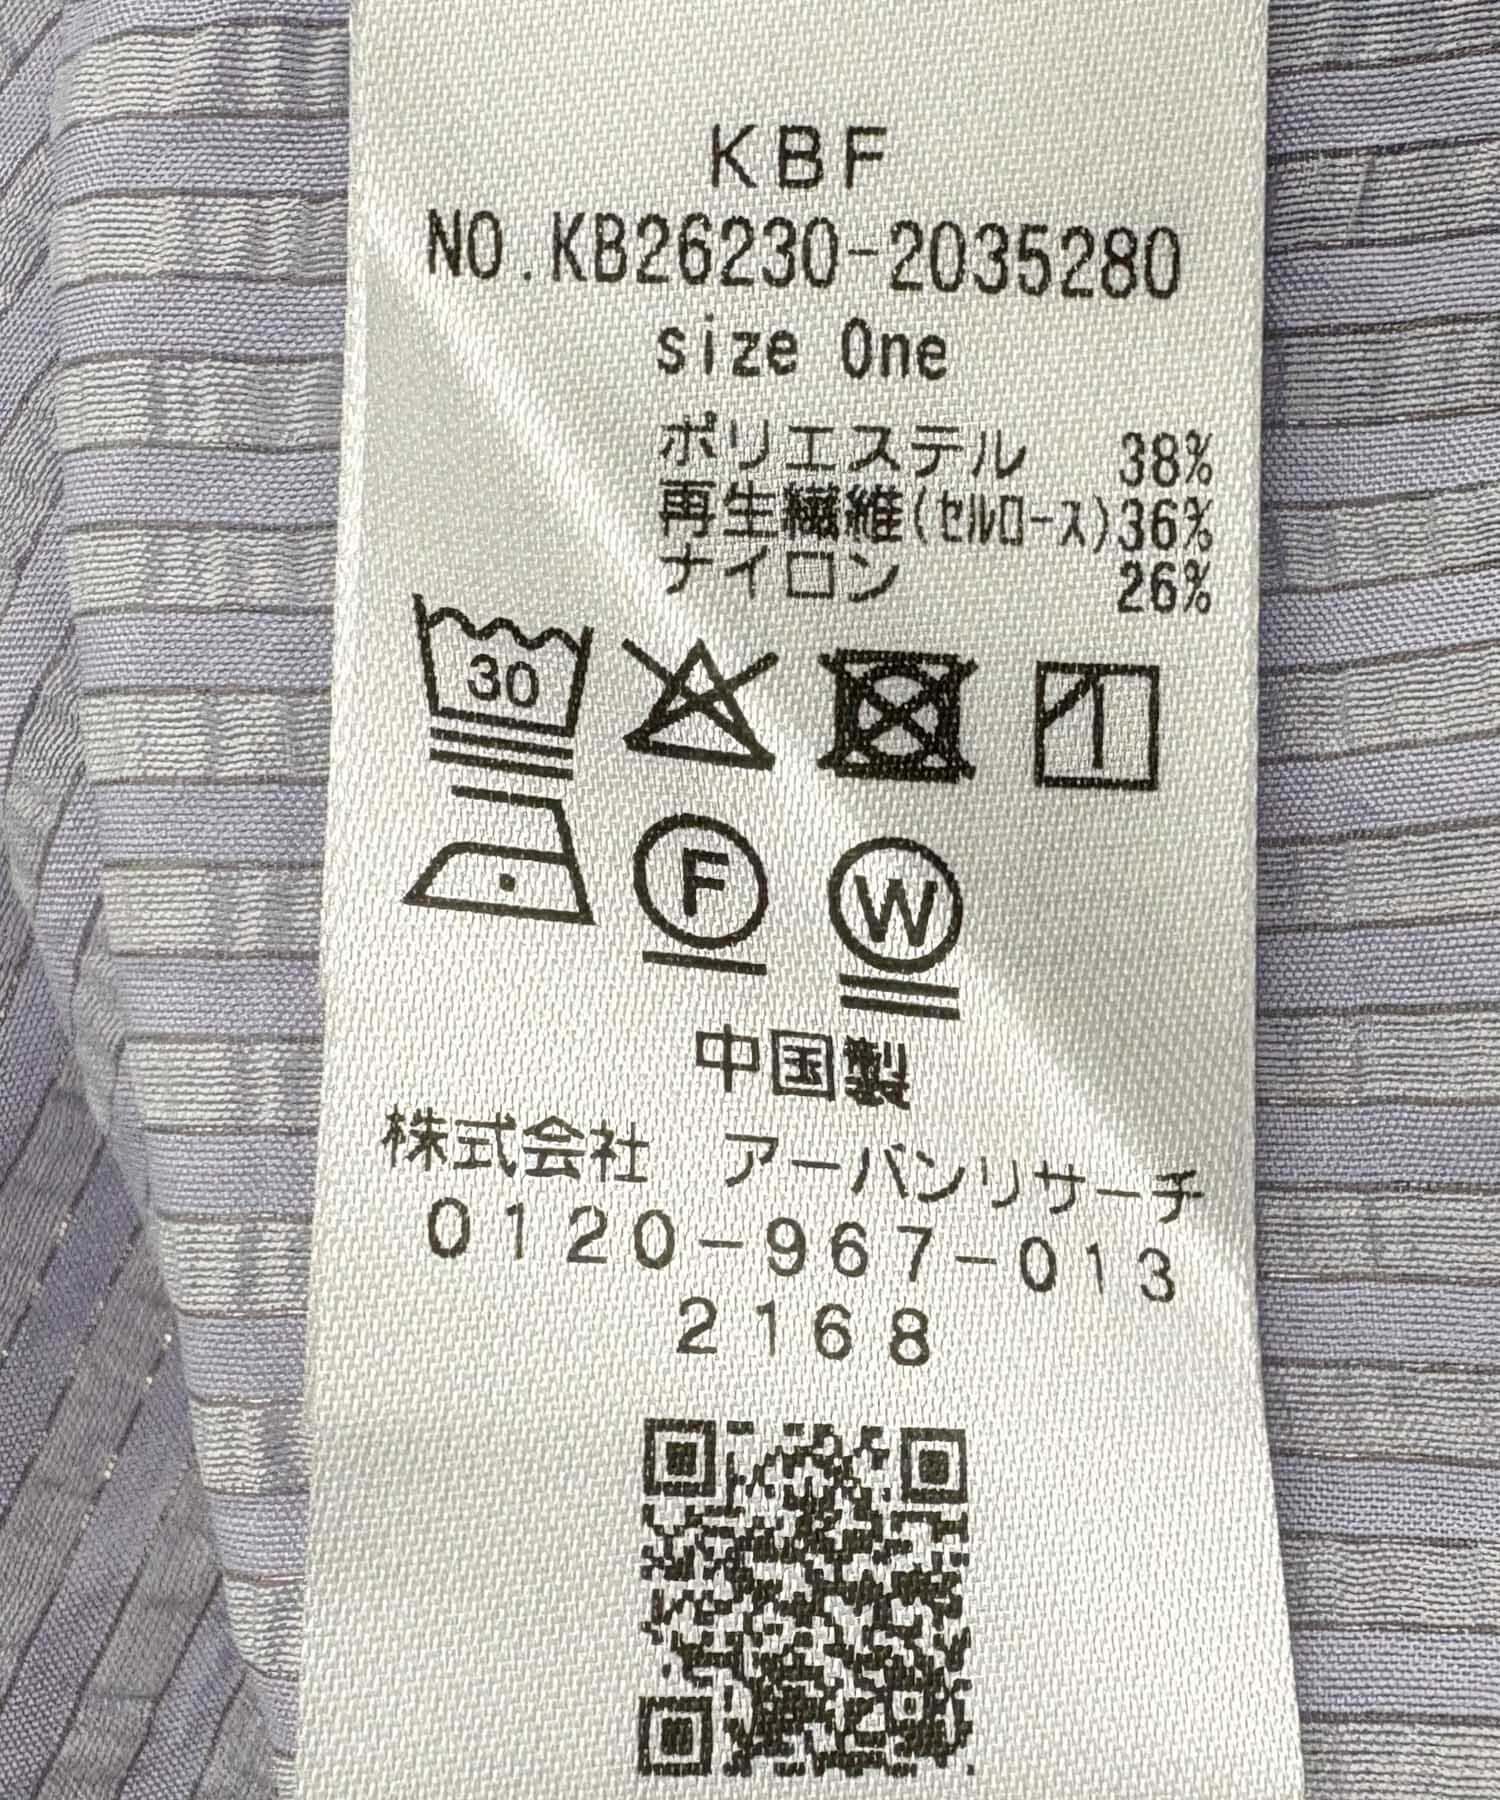 KBF
NO.KB26230-2035280
size One
ポリエステル 38%
再生繊維(ｾﾙﾛｰｽ)36%
ナイロン 26%
30
F
W
中国製
株式会社 アーバンリサーチ
0120-967-013
2168